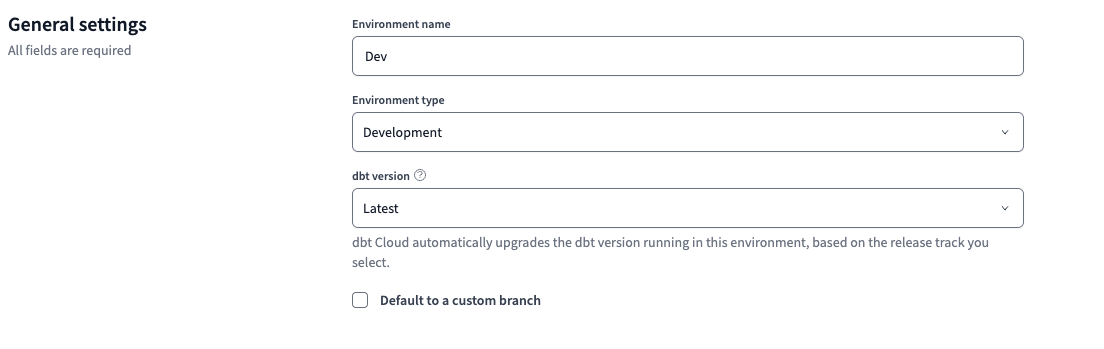 General settings
All fields are required
Environment name
Dev
Environment type
Development
dbt version
Latest
dbt Cloud automatically upgrades the dbt version running in this environment, based on the release track you
select.
Default to a custom branch